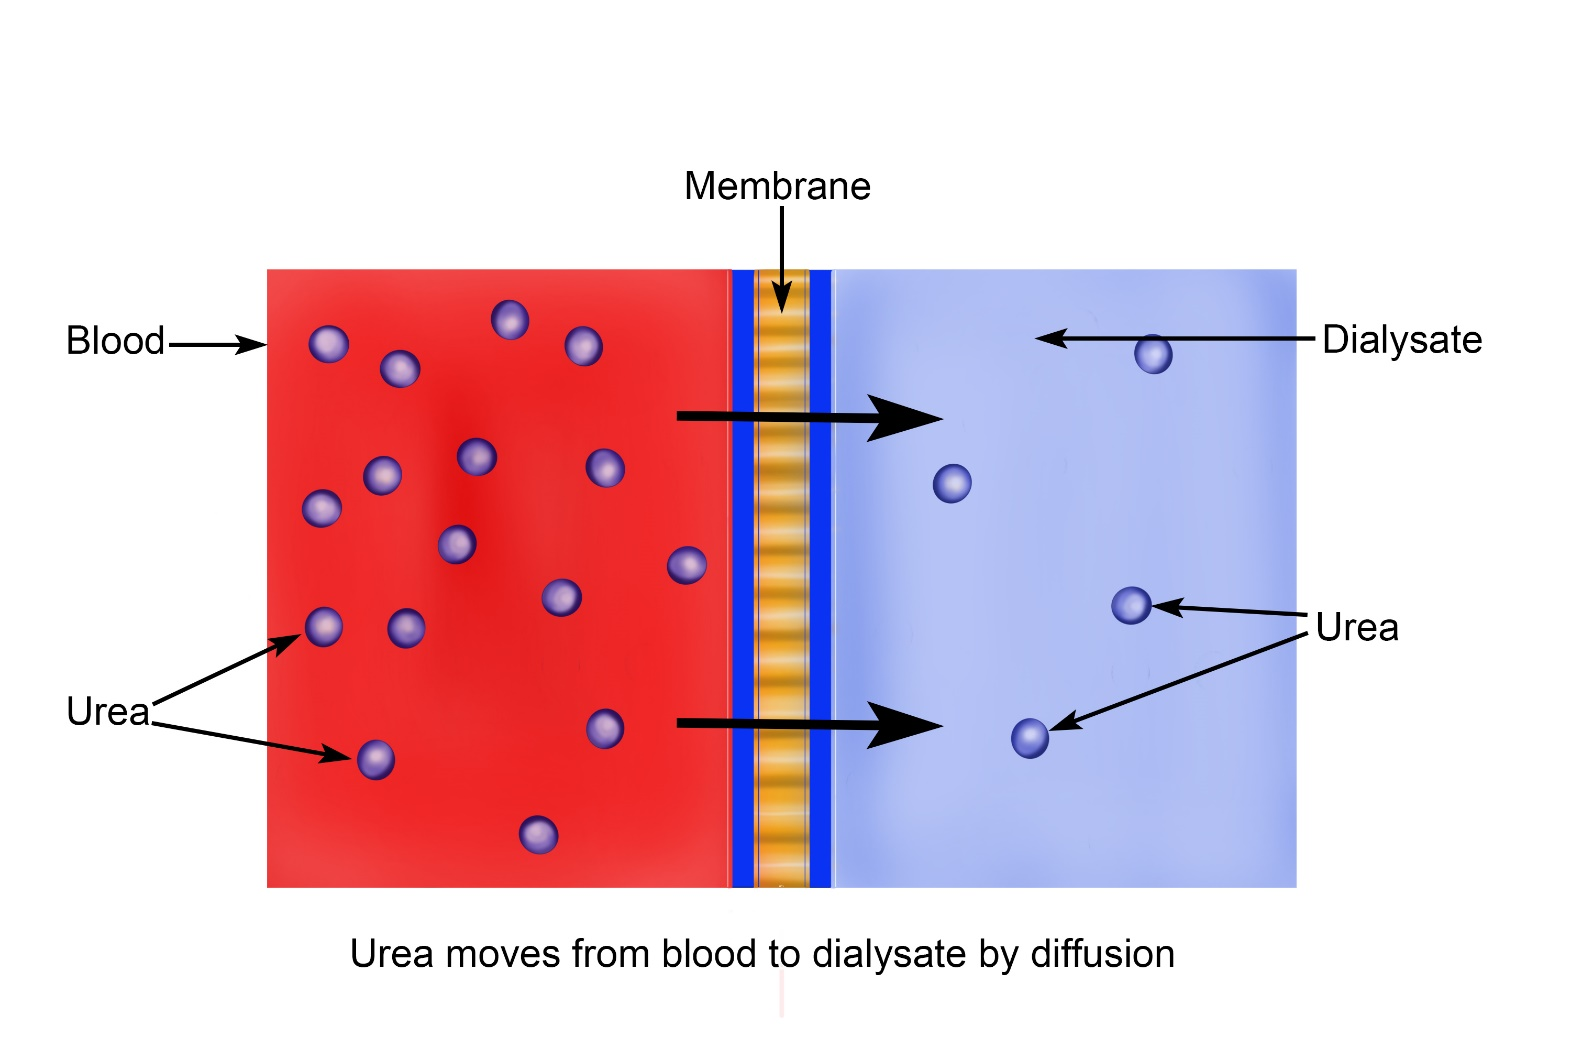 Membrane
Blood
Dialysate
Urea
Urea
Urea moves from blood to dialysate by diffusion